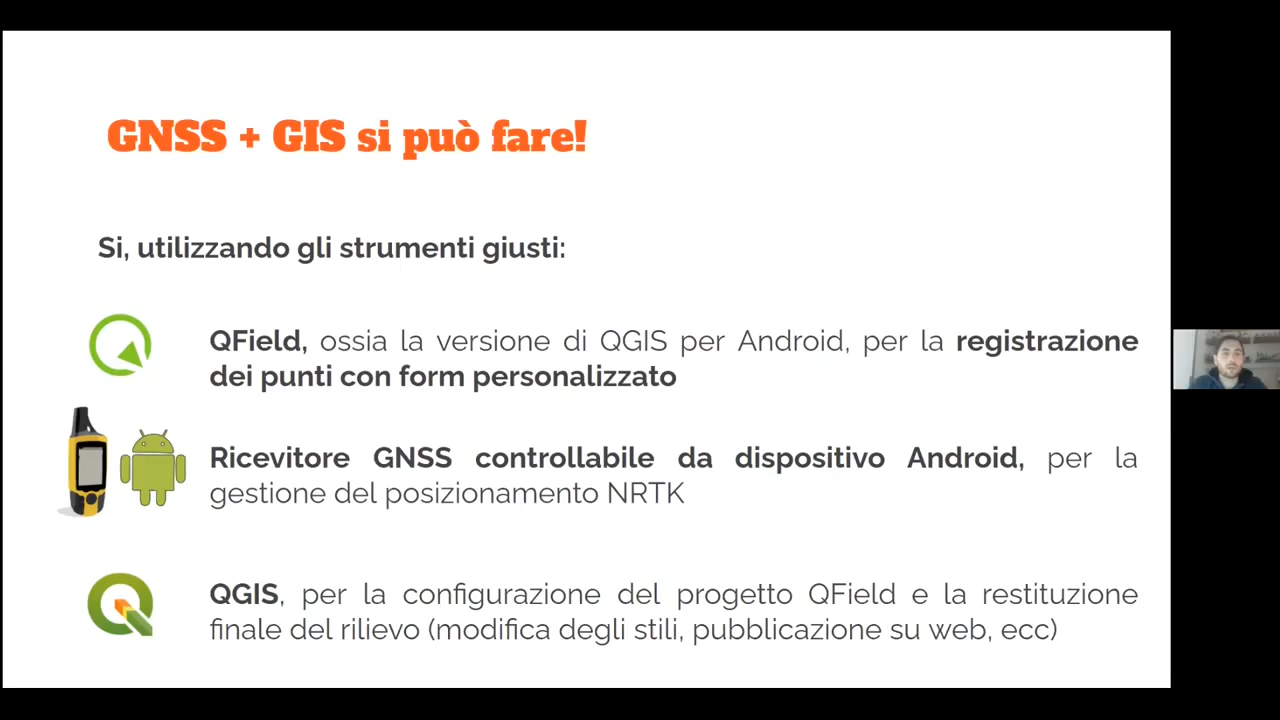 GNSS + GIS si può fare!
Si, utilizzando gli strumenti giusti:
QField, ossia la versione di QGIS per Android, per la registrazione
dei punti con form personalizzato
Ricevitore GNSS controllabile da dispositivo Android, per la
gestione del posizionamento NRTK
QGIS, per la configurazione del progetto QField e la restituzione
finale del rilievo (modifica degli stili, pubblicazione su web, ecc)